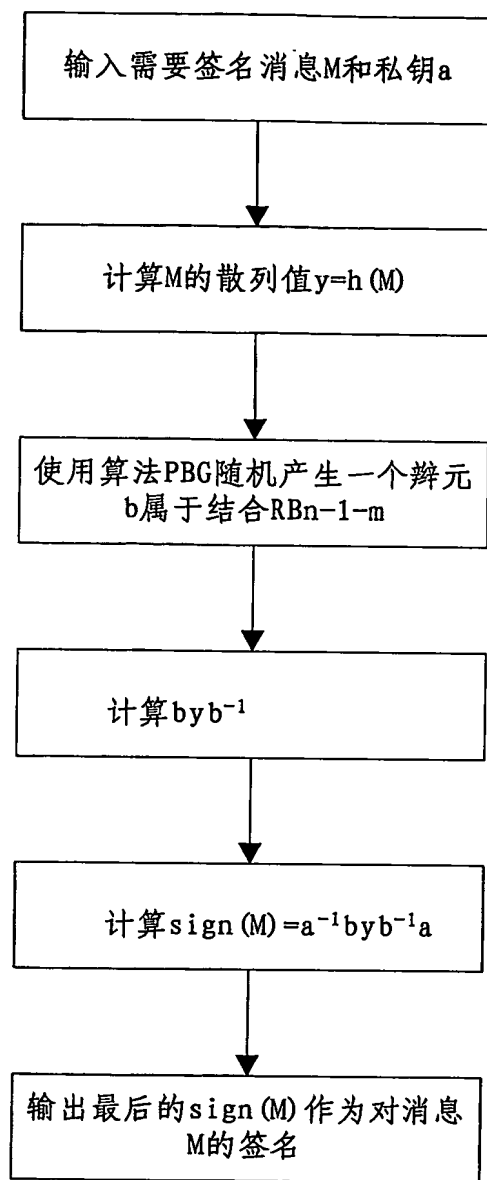 输入需要签名消息M和私钥a
计算M的散列值y=h(M)
使用算法PBG随机产生一个辫元
b属于结合RBn-1-m
计算byb⁻¹
计算sign(M)=a⁻¹byb⁻¹a
输出最后的sign(M)作为对消息
M的签名